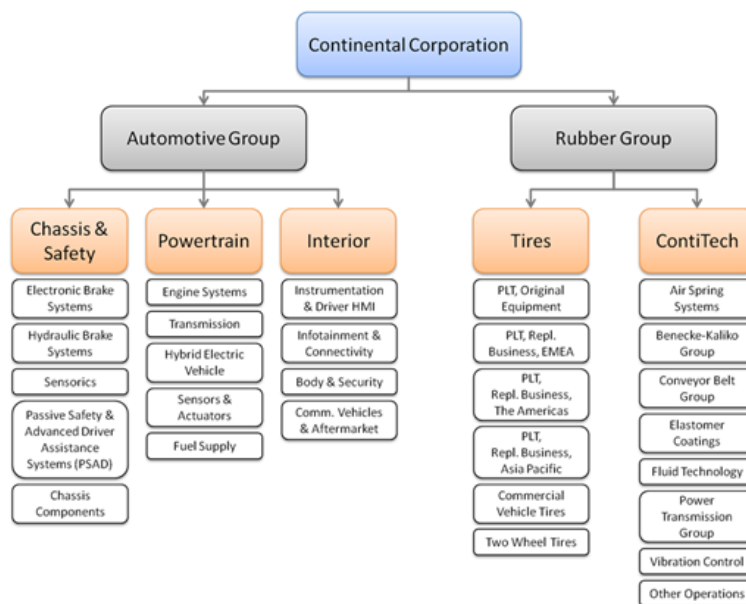 Continental Corporation
Automotive Group
Rubber Group
Chassis &
Safety
Powertrain
Interior
Tires
ContiTech
Electronic Brake
Systems
Hydraulic Brake
Systems
Sensorics
Passive Safety &
Advanced Driver
Assistance
Systems (PSAD)
Chassis
Components
Engine Systems
Transmission
Hybrid Electric
Vehicle
Sensors &
Actuators
Fuel Supply
Instrumentation
& Driver HMI
Infotainment &
Connectivity
Body & Security
Comm. Vehicles
& Aftermarket
PLT, Original
Equipment
PLT, Repl.
Business, EMEA
PLT,
Repl. Business,
The Americas
PLT,
Repl. Business,
Asia Pacific
Commercial
Vehicle Tires
Two Wheel Tires
Air Spring
Systems
Benecke-Kaliko
Group
Conveyor Belt
Group
Elastomer
Coatings
Fluid Technology
Power
Transmission
Group
Vibration Control
Other Operations